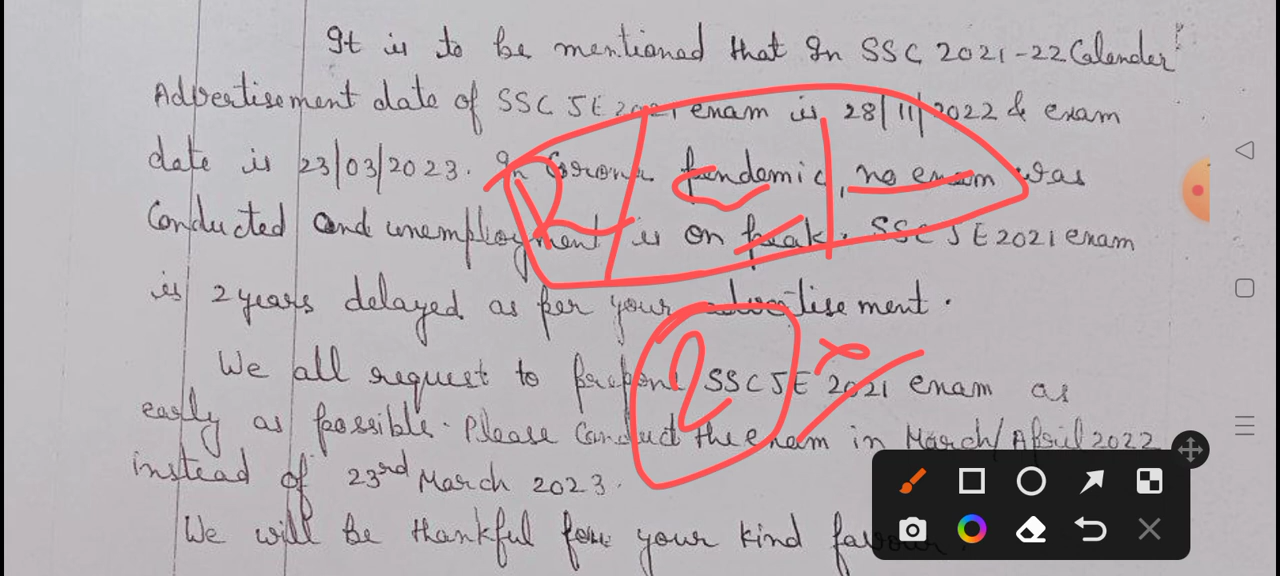 It is to be mentioned that In SSC 2021-22 Calender
Advertisement date of SSC JE 2021 exam is 28/11/2022 & exam
date is 23/03/2023. In Corona pandemic, no exam was
Conducted and unemployment is on peak. SSC JE 2021 exam
is 2 years delayed as per your advertisement.
We all request to prepone SSC JE 2021 exam as
early as possible. Please Conduct the exam in March/April 2022
instead of 23rd March 2023.
We will be thankful for your kind favour.